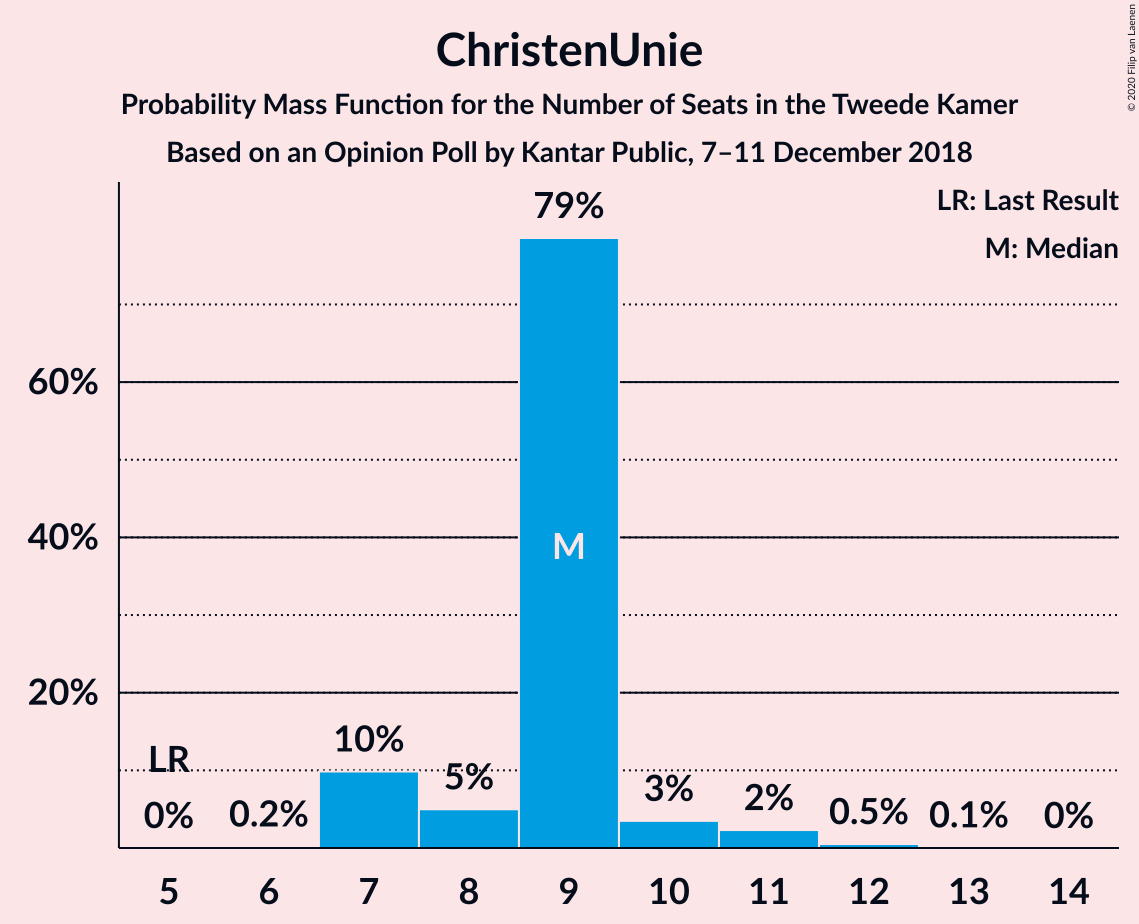 ChristenUnie
Probability Mass Function for the Number of Seats in the Tweede Kamer
Based on an Opinion Poll by Kantar Public, 7–11 December 2018
© 2020 Filip van Laenen
LR: Last Result
M: Median
79%
60%
40%
M
20%
LR
0%
0.2%
10%
5%
3%
2%
0.5%
0.1%
0%
5 6 7 8 9 10 11 12 13 14